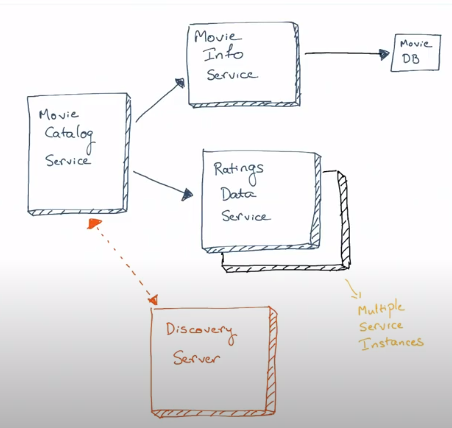 Movie
Info
Service
Movie
DB
Movie
Catalog
Service
Ratings
Data
Service
Multiple
Service
Instances
Discovery
Server